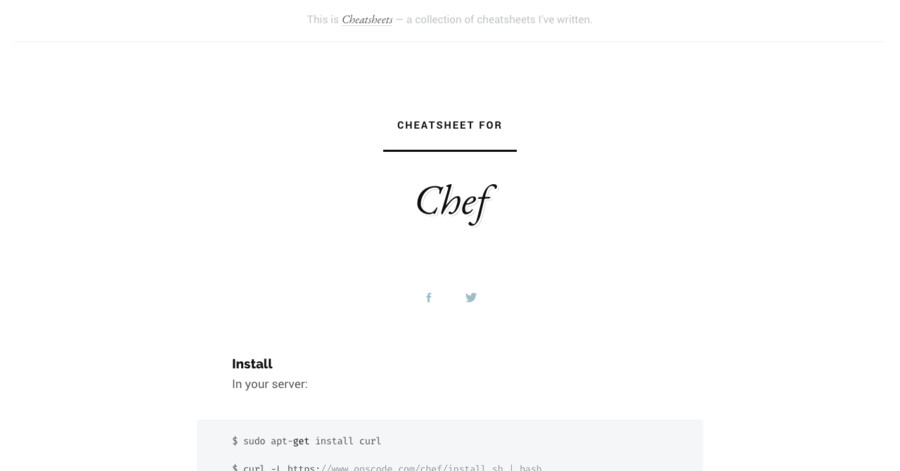 This is Cheatsheets — a collection of cheatsheets I've written.
CHEATSHEET FOR
Chef
Install
In your server:
$ sudo apt-get install curl
$ curl -L https://www.opscode.com/chef/install.sh | bash